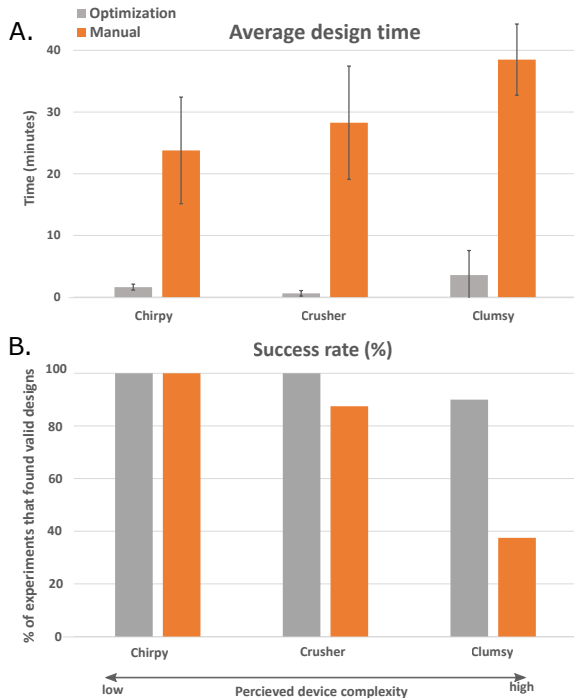 A.
Optimization
Manual
Average design time
Time (minutes)
40
30
20
10
0
Chirpy
Crusher
Clumsy
B.
Success rate (%)
% of experiments that found valid designs
100
80
60
40
20
0
Chirpy
Crusher
Clumsy
low
Percieved device complexity
high